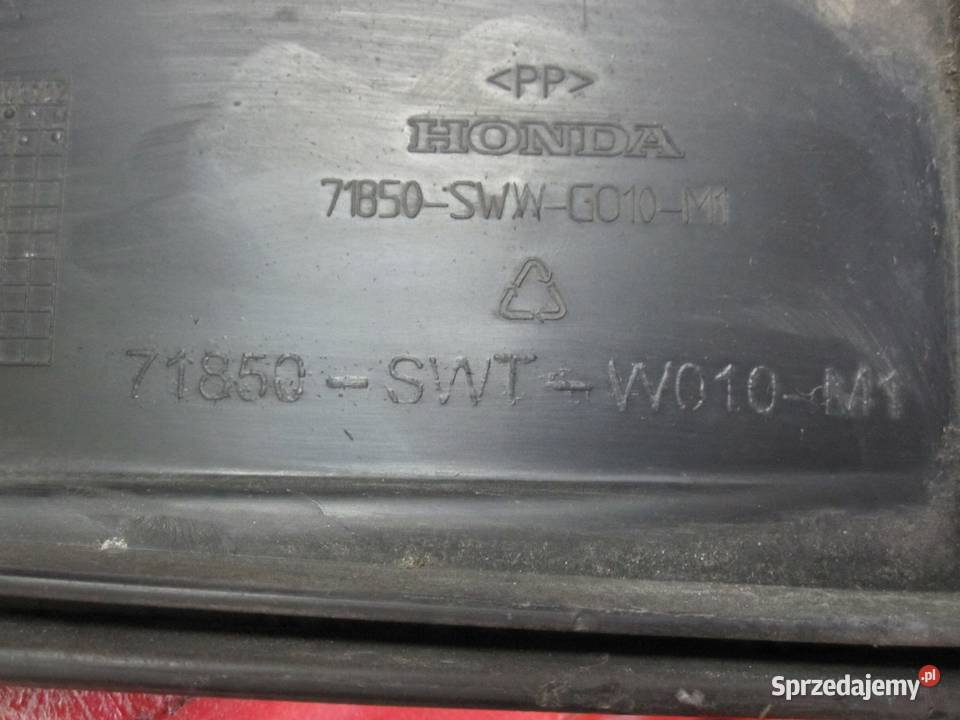 <PP>
HONDA
71850-SWW-G010-M1
71850-SWT-W010-M1
Sprzedajemy.pl